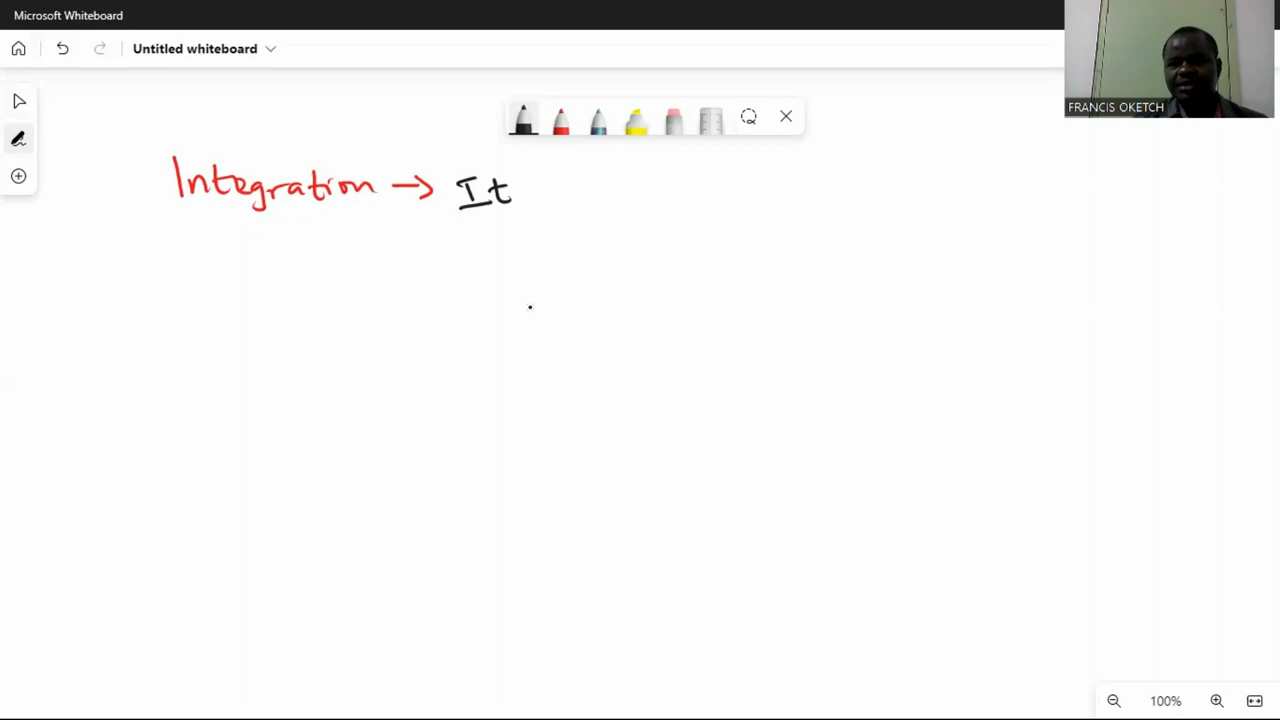 Microsoft Whiteboard
Untitled whiteboard
FRANCIS OKETCH
Integration → It
100%